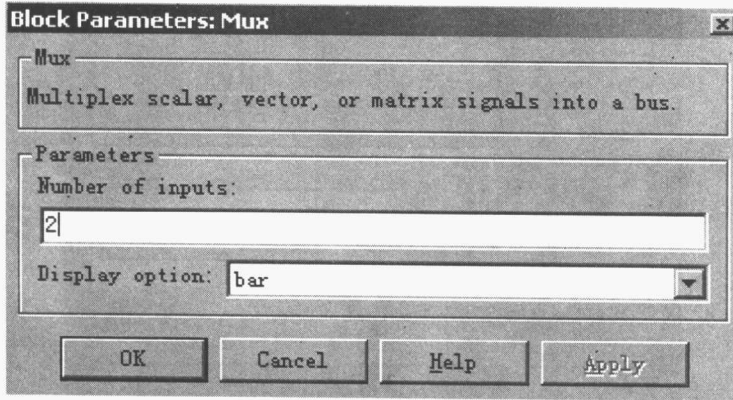 Block Parameters: Mux
Mux
Multiplex scalar, vector, or matrix signals into a bus.
Parameters
Number of inputs:
2
Display option: bar
OK Cancel Help Apply